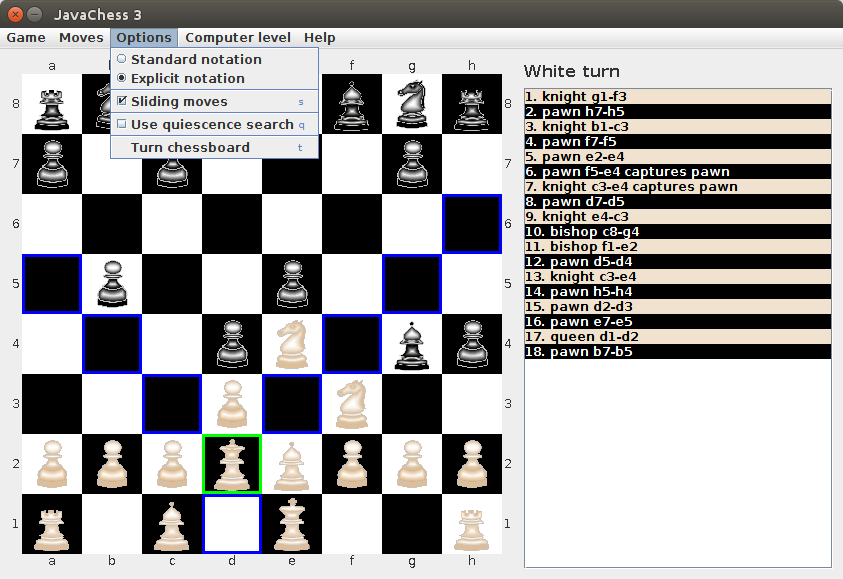 JavaChess 3
Game Moves Options Computer level Help
Standard notation
Explicit notation
Sliding moves s
Use quiescence search q
Turn chessboard t
a f g h
8 8
7 7
6 6
5 5
4 4
3 3
2 2
1 1
a b c d e f g h
White turn
1. knight g1-f3
2. pawn h7-h5
3. knight b1-c3
4. pawn f7-f5
5. pawn e2-e4
6. pawn f5-e4 captures pawn
7. knight c3-e4 captures pawn
8. pawn d7-d5
9. knight e4-c3
10. bishop c8-g4
11. bishop f1-e2
12. pawn d5-d4
13. knight c3-e4
14. pawn h5-h4
15. pawn d2-d3
16. pawn e7-e5
17. queen d1-d2
18. pawn b7-b5